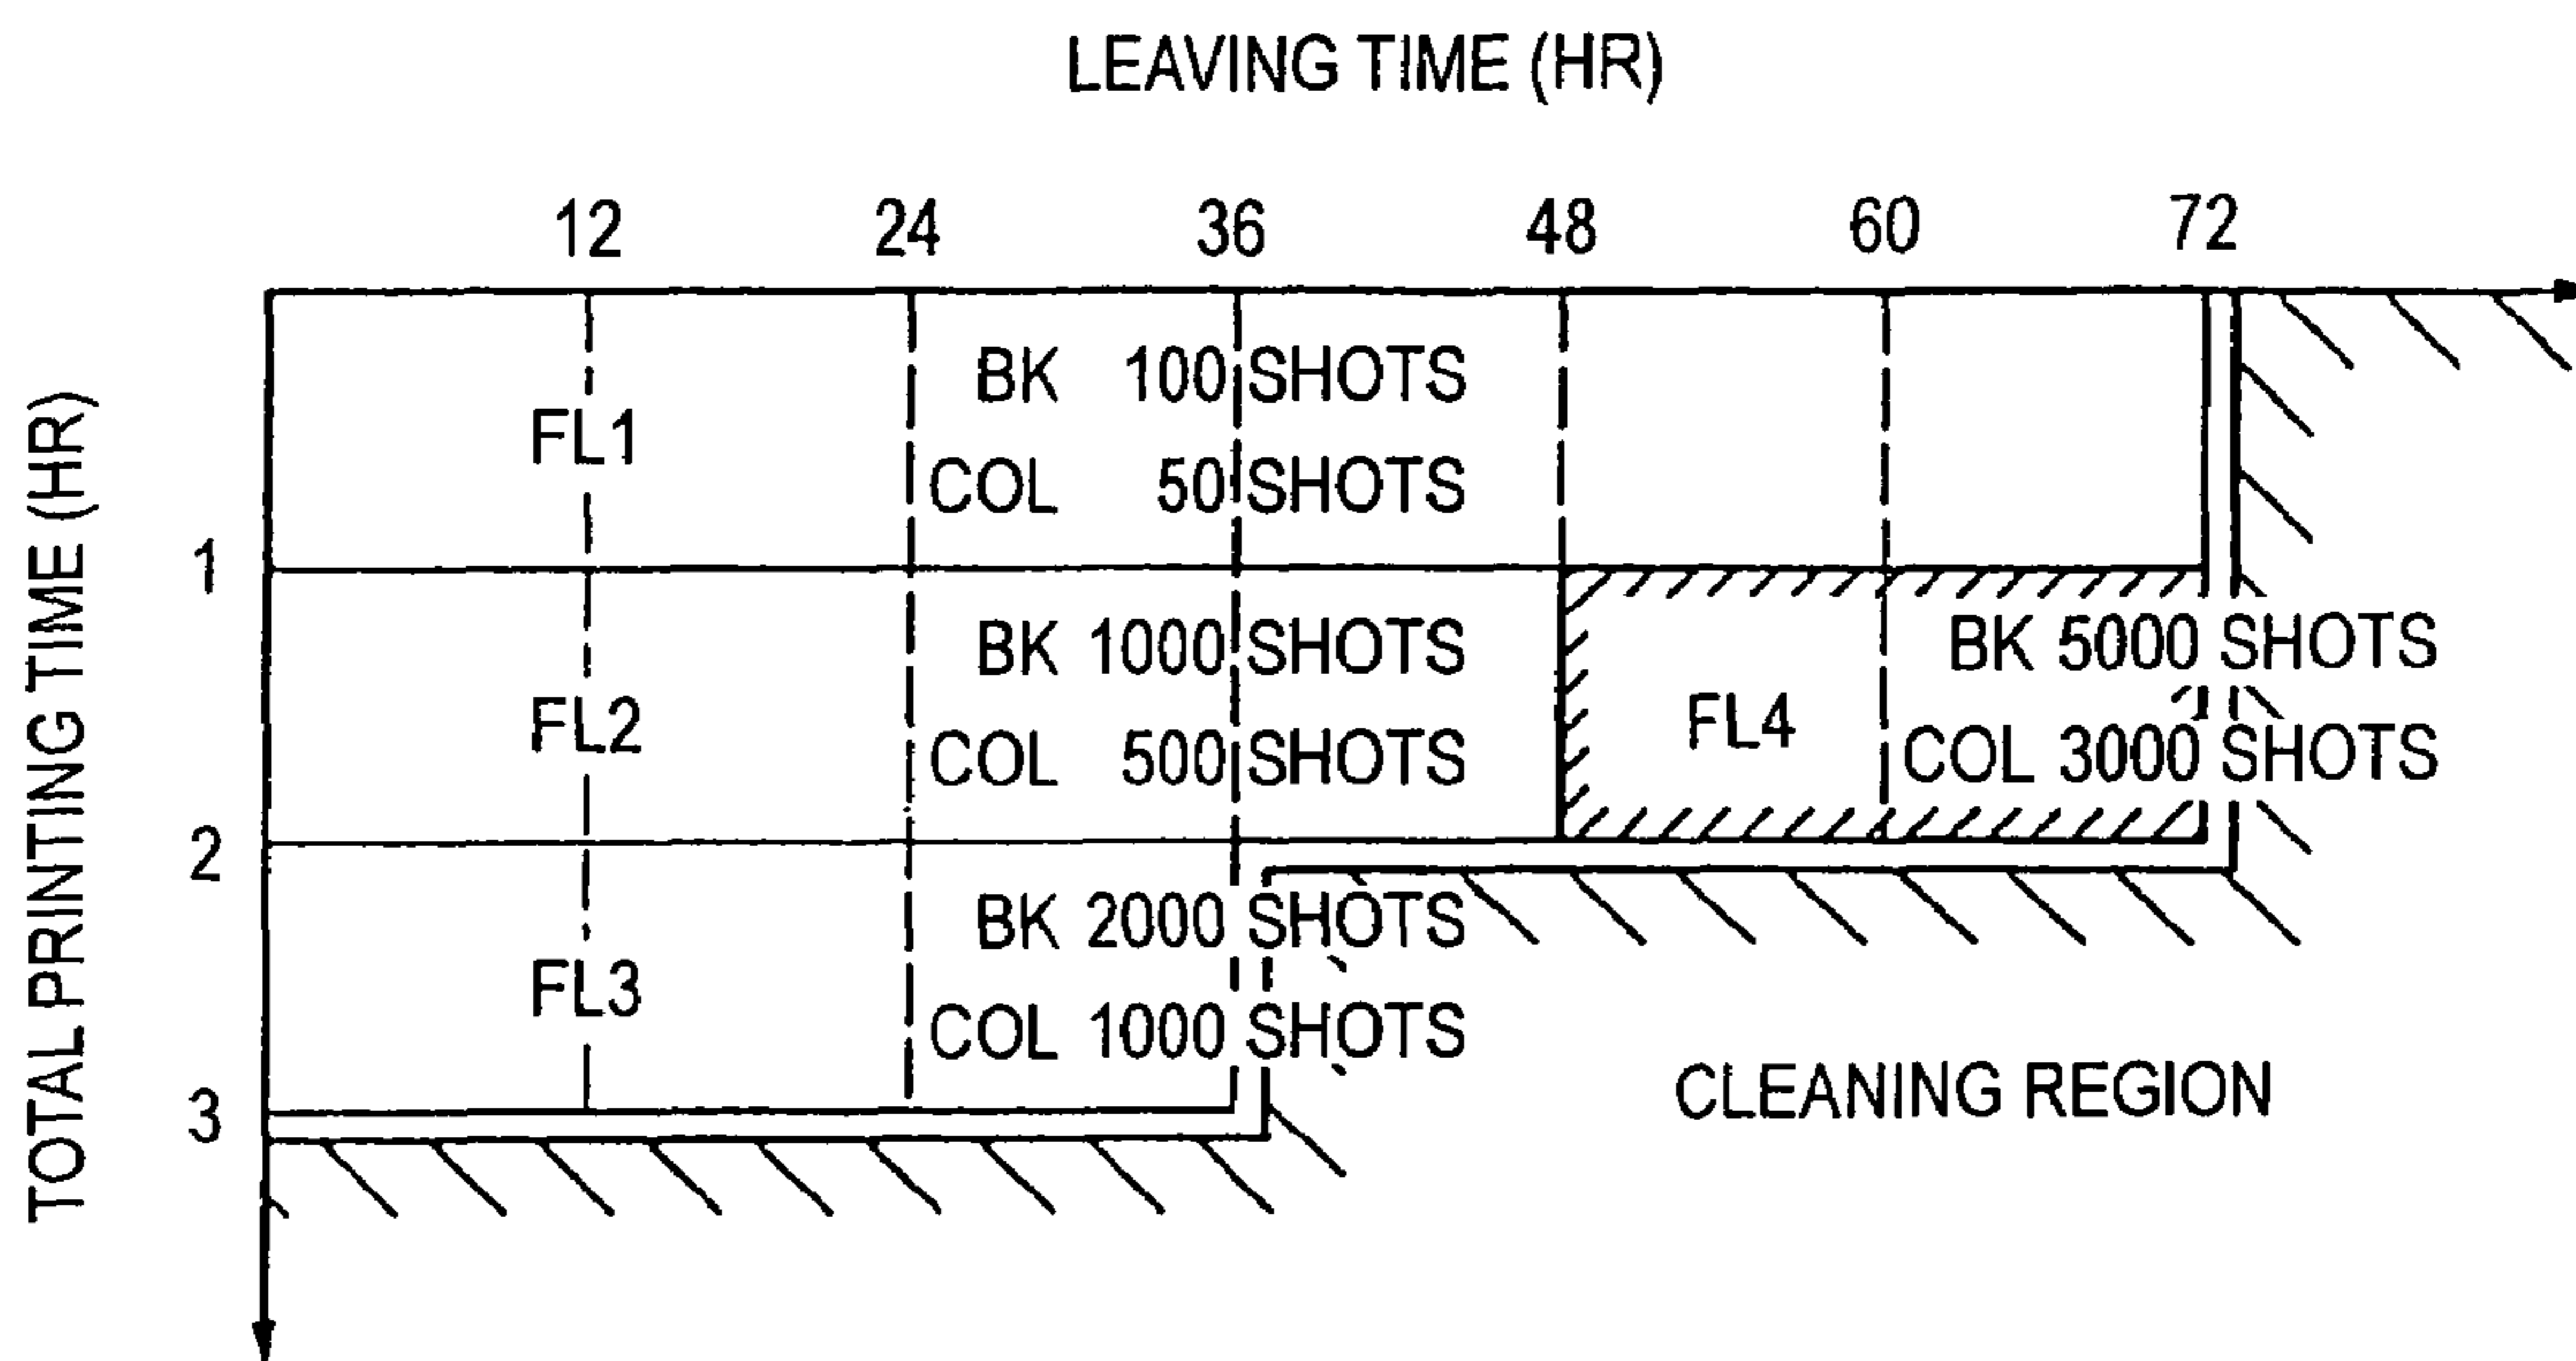 LEAVING TIME (HR)
12 24 36 48 60 72
TOTAL PRINTING TIME (HR)
BK 100 SHOTS
FL1
COL 50 SHOTS
1
BK 1000 SHOTS
BK 5000 SHOTS
FL2
FL4
COL 500 SHOTS
COL 3000 SHOTS
2
BK 2000 SHOTS
FL3
COL 1000 SHOTS
CLEANING REGION
3